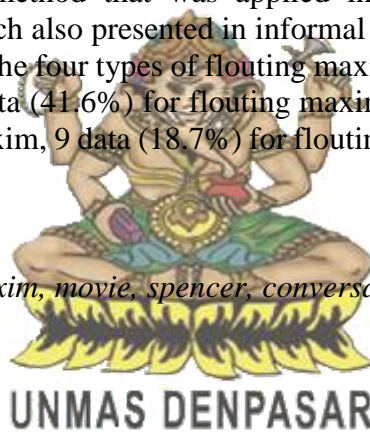 method that was applied in
ch also presented in informal
he four types of flouting maxi
ta (41.6%) for flouting maxim
xim, 9 data (18.7%) for floutin
xim, movie, spencer, conversa
UNMAS DENPASAR